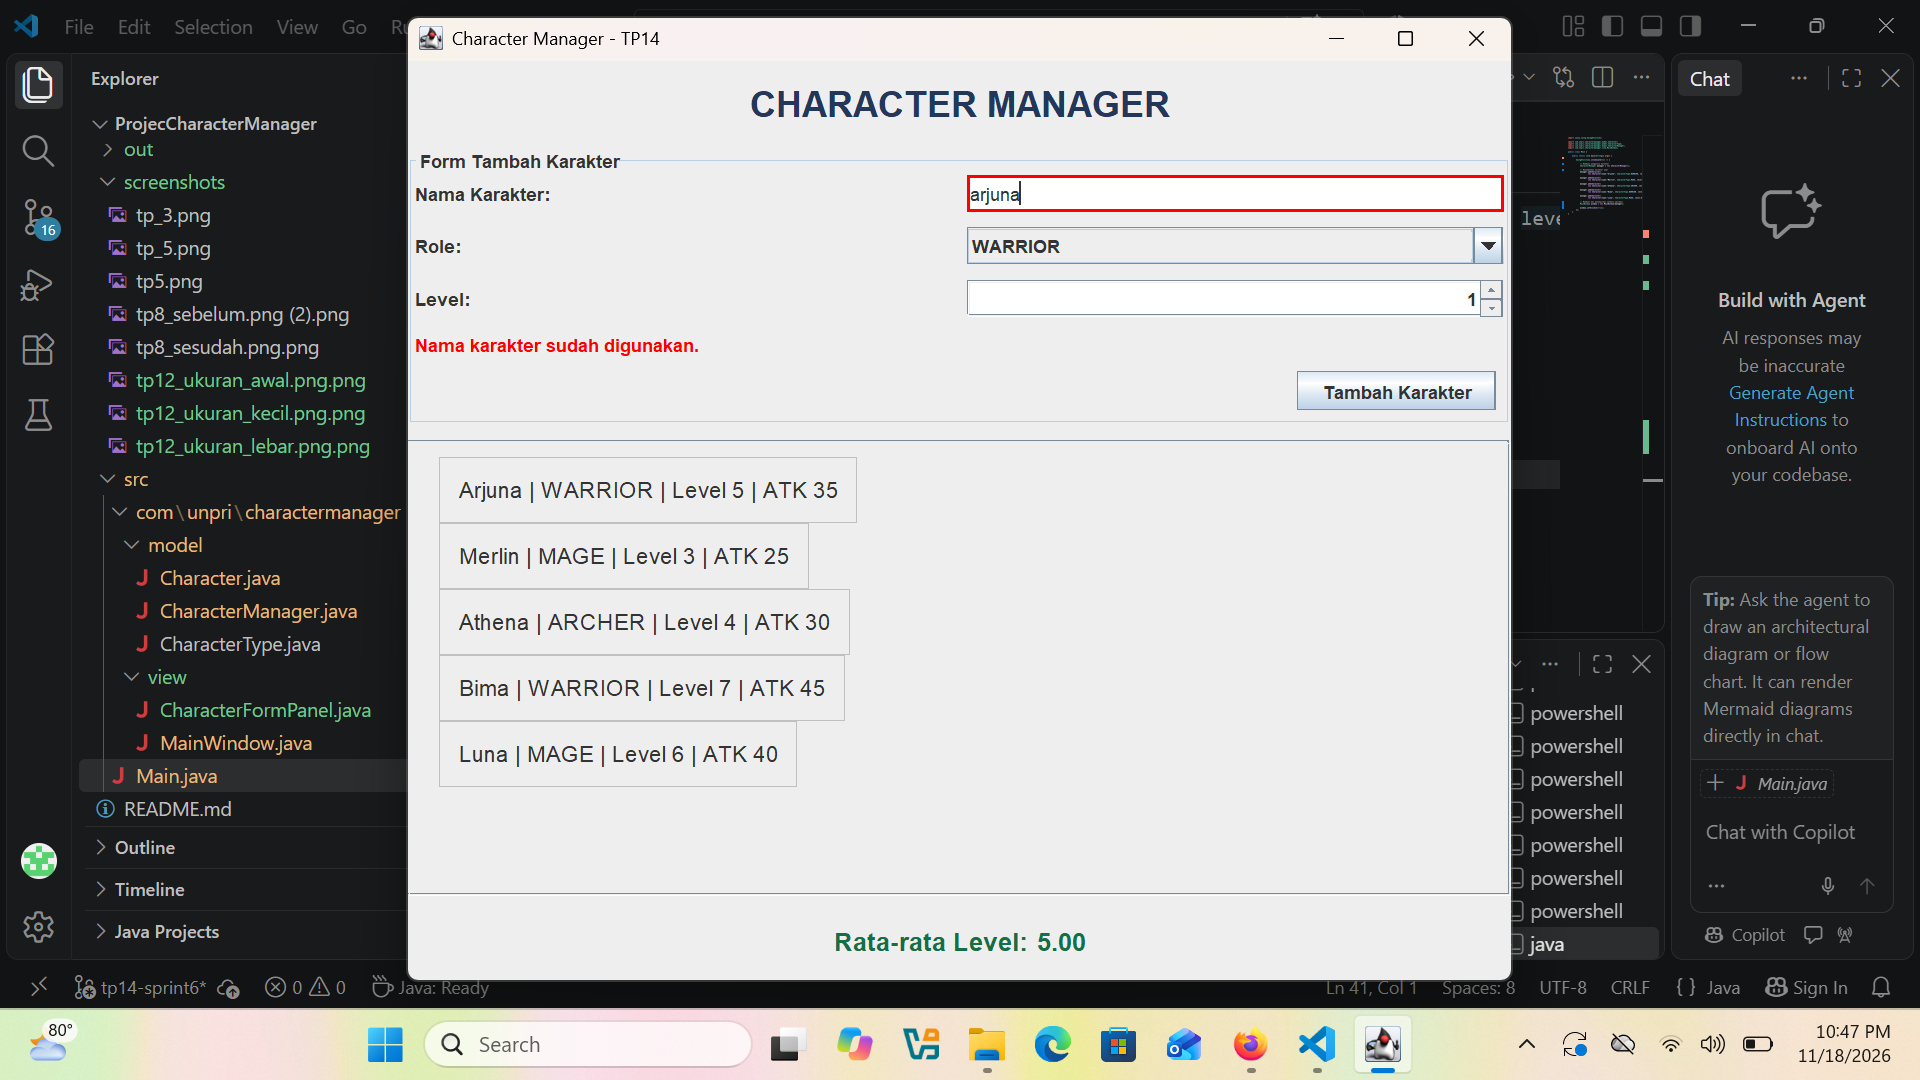 File Edit Selection View Go Ru
Character Manager - TP14
Explorer
ProjecCharacterManager
out
screenshots
tp_3.png
tp_5.png
tp5.png
tp8_sebelum.png (2).png
tp8_sesudah.png.png
tp12_ukuran_awal.png.png
tp12_ukuran_kecil.png.png
tp12_ukuran_lebar.png.png
src
com\unpri\charactermanager
model
J Character.java
J CharacterManager.java
J CharacterType.java
view
J CharacterFormPanel.java
J MainWindow.java
J Main.java
README.md
Outline
Timeline
Java Projects
16
CHARACTER MANAGER
Form Tambah Karakter
Nama Karakter:
arjuna
Role:
WARRIOR
Level:
1
Nama karakter sudah digunakan.
Tambah Karakter
Arjuna | WARRIOR | Level 5 | ATK 35
Merlin | MAGE | Level 3 | ATK 25
Athena | ARCHER | Level 4 | ATK 30
Bima | WARRIOR | Level 7 | ATK 45
Luna | MAGE | Level 6 | ATK 40
Rata-rata Level: 5.00
leve
powershell
powershell
powershell
powershell
powershell
powershell
powershell
java
Chat
Build with Agent
AI responses may
be inaccurate
Generate Agent
Instructions to
onboard AI onto
your codebase.
Tip: Ask the agent to
draw an architectural
diagram or flow
chart. It can render
Mermaid diagrams
directly in chat.
J Main.java
Chat with Copilot
Copilot
tp14-sprint6* 0 0 Java: Ready
Ln 41, Col 1 Spaces: 8 UTF-8 CRLF { } Java Sign In
80°
Search
10:47 PM
11/18/2026